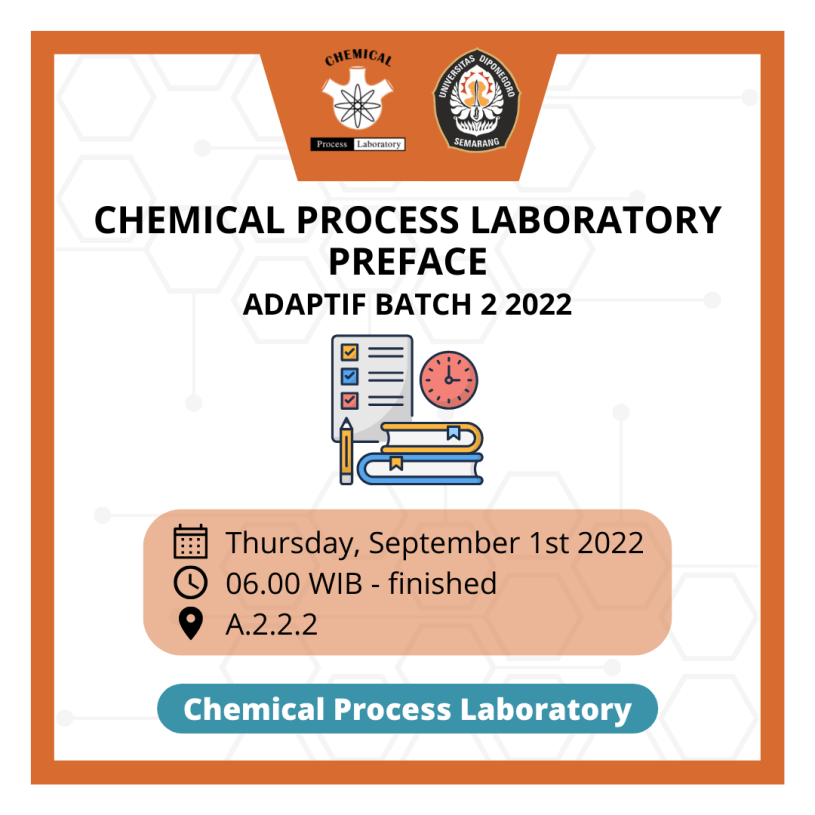 CHEMICAL
Process Laboratory
UNIVERSITAS DIPONEGORO
SEMARANG
CHEMICAL PROCESS LABORATORY
PREFACE
ADAPTIF BATCH 2 2022
Thursday, September 1st 2022
06.00 WIB - finished
A.2.2.2
Chemical Process Laboratory